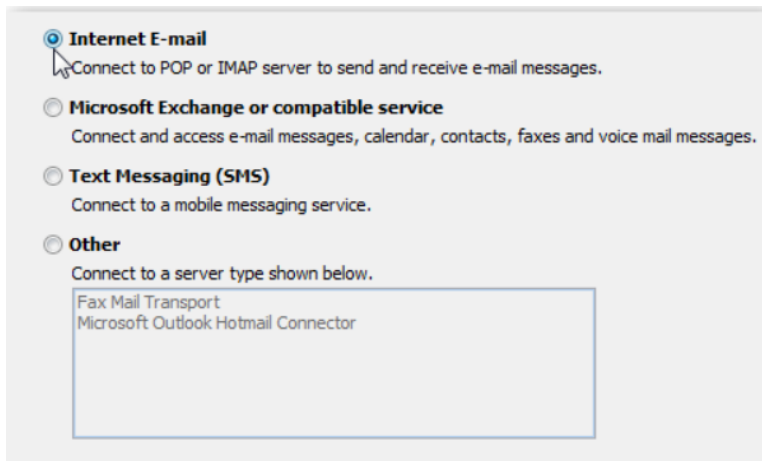 Internet E-mail
Connect to POP or IMAP server to send and receive e-mail messages.
Microsoft Exchange or compatible service
Connect and access e-mail messages, calendar, contacts, faxes and voice mail messages.
Text Messaging (SMS)
Connect to a mobile messaging service.
Other
Connect to a server type shown below.
Fax Mail Transport
Microsoft Outlook Hotmail Connector